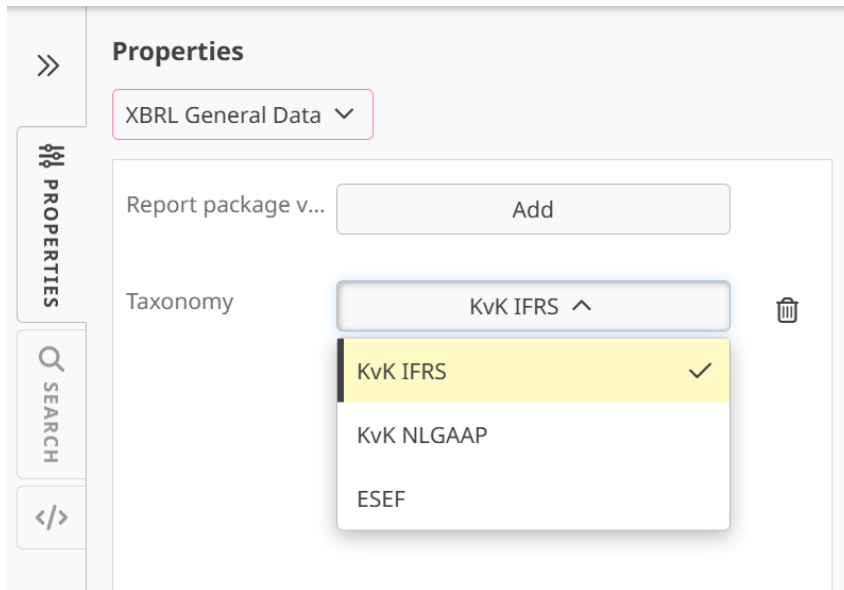 Properties
XBRL General Data
PROPERTIES
Report package v...
Add
Taxonomy
KvK IFRS
KvK IFRS
KvK NLGAAP
ESEF
SEARCH
</>